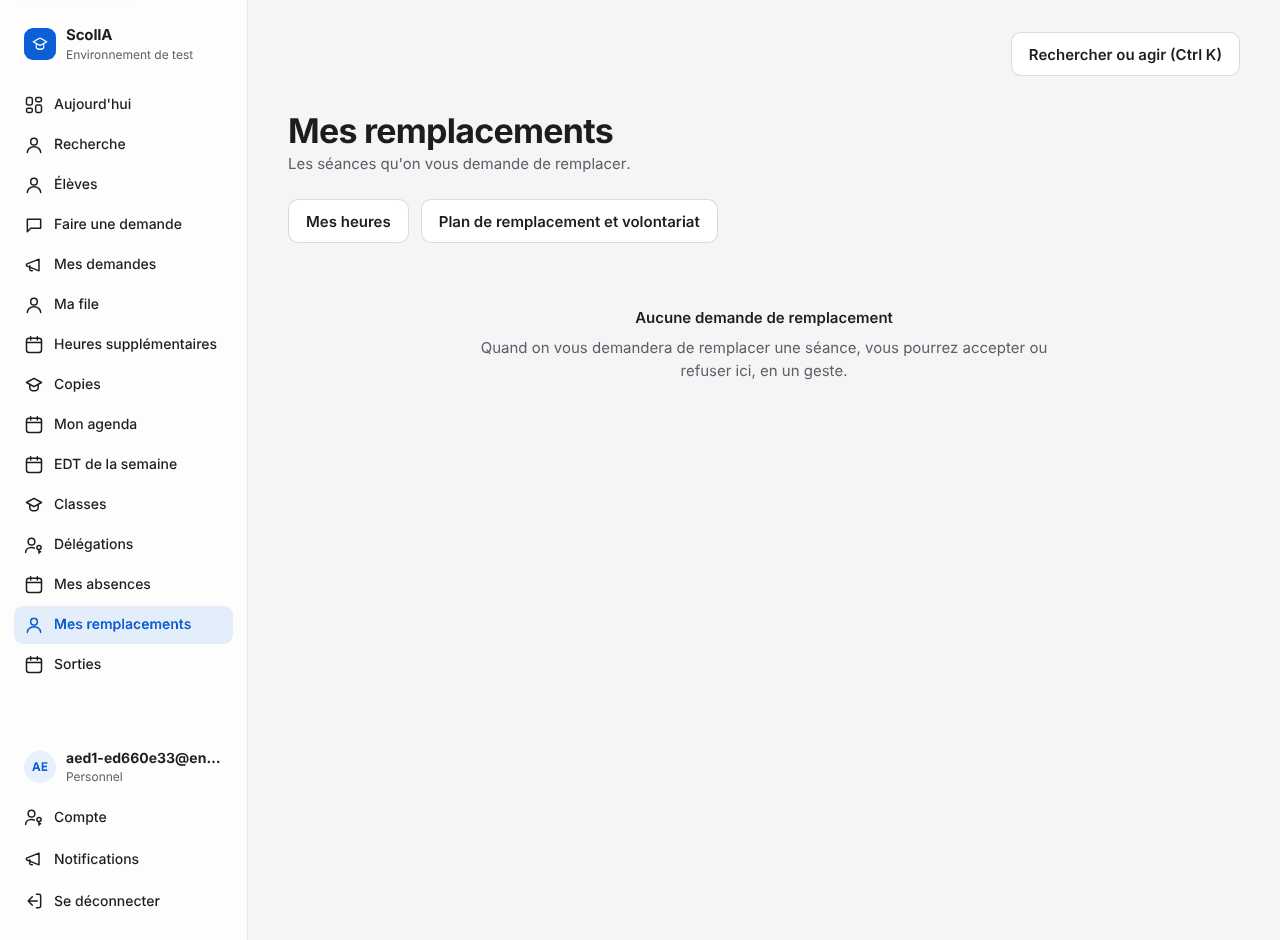 ScolIA
Environnement de test
Aujourd'hui
Recherche
Élèves
Faire une demande
Mes demandes
Ma file
Heures supplémentaires
Copies
Mon agenda
EDT de la semaine
Classes
Délégations
Mes absences
Mes remplacements
Sorties
AE
aed1-ed660e33@en...
Personnel
Compte
Notifications
Se déconnecter
Rechercher ou agir (Ctrl K)
Mes remplacements
Les séances qu'on vous demande de remplacer.
Mes heures
Plan de remplacement et volontariat
Aucune demande de remplacement
Quand on vous demandera de remplacer une séance, vous pourrez accepter ou
refuser ici, en un geste.